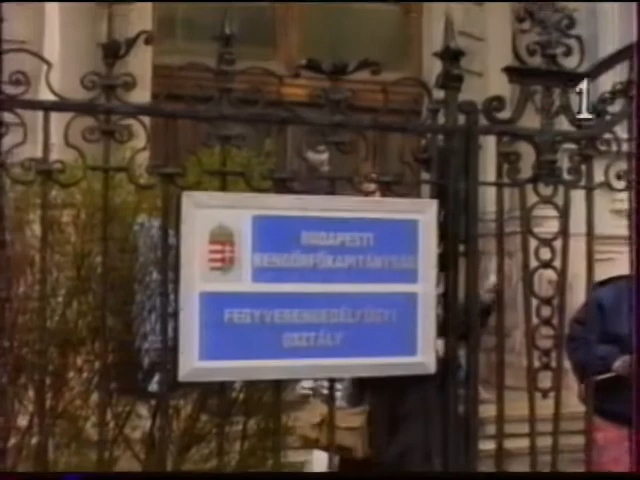 1
BUDAPESTI
RENDŐRFŐKAPITÁNYSÁG
FEGYVERENGEDÉLYÜGYI
OSZTÁLY